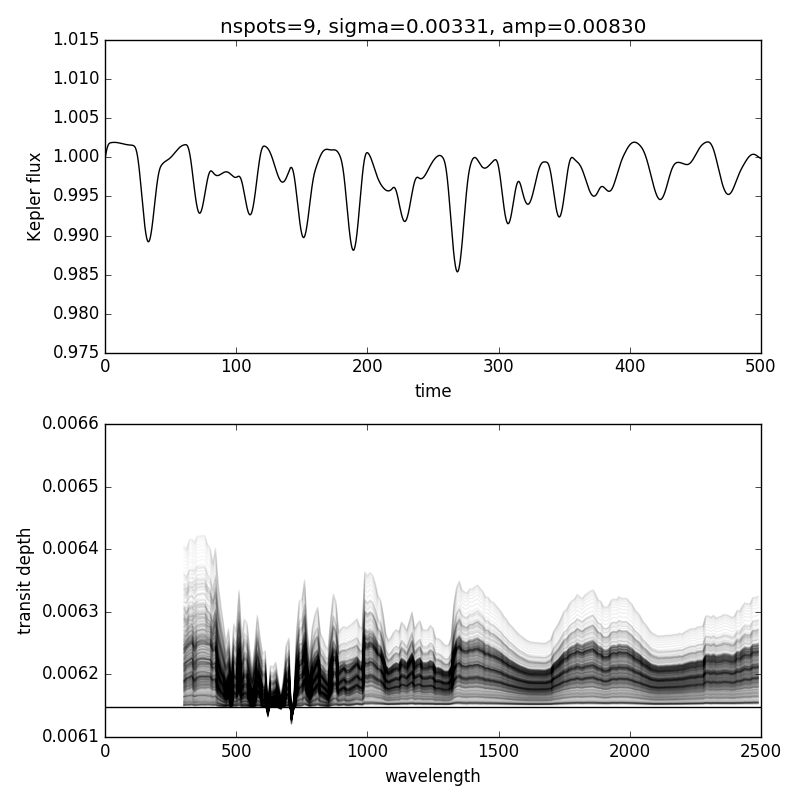 nspots=9, sigma=0.00331, amp=0.00830
1.015
1.010
1.005
1.000
0.995
0.990
0.985
0.980
0.975
Kepler flux
0 100 200 300 400 500
time
0.0066
0.0065
0.0064
0.0063
0.0062
0.0061
transit depth
0 500 1000 1500 2000 2500
wavelength